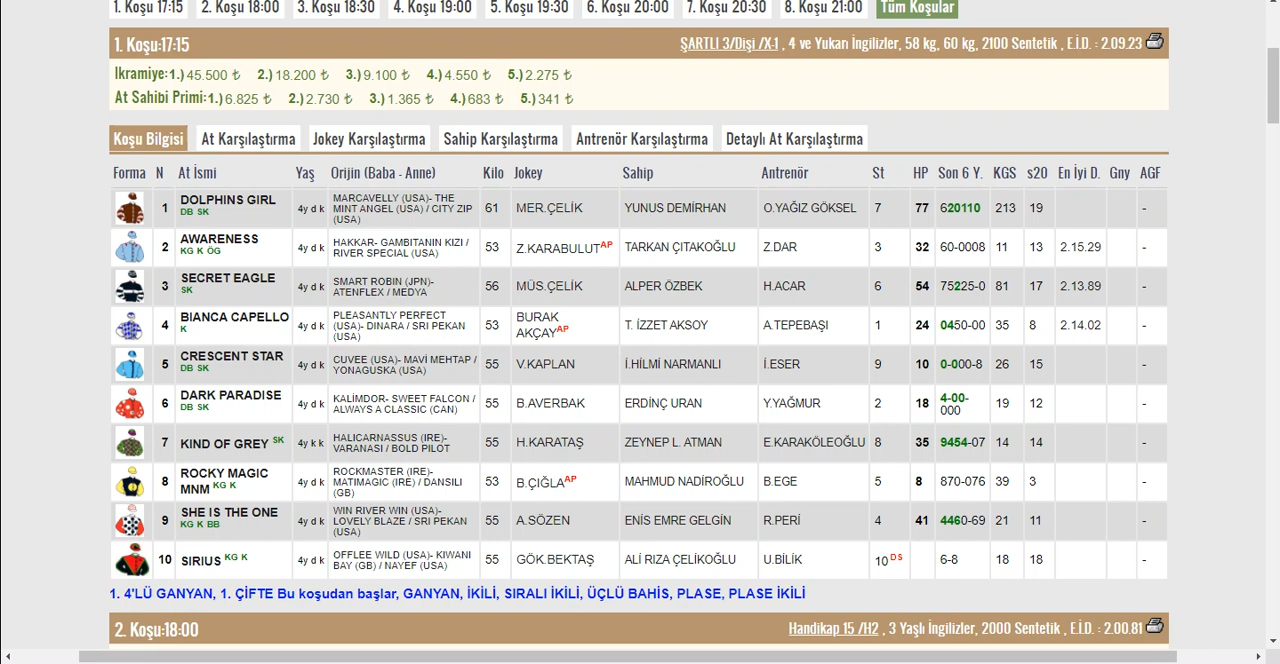 1. Koşu 17:15 2. Koşu 18:00 3. Koşu 18:30 4. Koşu 19:00 5. Koşu 19:30 6. Koşu 20:00 7. Koşu 20:30 8. Koşu 21:00 Tüm Koşular
1. Koşu:17:15 ŞARTLI 3/Dişi /X-1 , 4 ve Yukarı İngilizler, 58 kg, 60 kg, 2100 Sentetik , E.İ.D. : 2.09.23
Ikramiye:1.) 45.500 ₺ 2.) 18.200 ₺ 3.) 9.100 ₺ 4.) 4.550 ₺ 5.) 2.275 ₺
At Sahibi Primi:1.) 6.825 ₺ 2.) 2.730 ₺ 3.) 1.365 ₺ 4.) 683 ₺ 5.) 341 ₺
Koşu Bilgisi At Karşılaştırma Jokey Karşılaştırma Sahip Karşılaştırma Antrenör Karşılaştırma Detaylı At Karşılaştırma
Forma N At İsmi Yaş Orijin (Baba - Anne) Kilo Jokey Sahip Antrenör St HP Son 6 Y. KGS s20 En İyi D. Gny AGF
1 DOLPHINS GIRL DB SK 4y d k MARCAVELLY (USA)- THE MINT ANGEL (USA) / CITY ZIP (USA) 61 MER.ÇELİK YUNUS DEMİRHAN O.YAĞIZ GÖKSEL 7 77 620110 213 19 -
2 AWARENESS KG K ÖG 4y d k HAKKAR- GAMBITANIN KIZI / RIVER SPECIAL (USA) 53 Z.KARABULUT AP TARKAN ÇITAKOĞLU Z.DAR 3 32 60-0008 11 13 2.15.29 -
3 SECRET EAGLE SK 4y d k SMART ROBIN (JPN)- ATENFLEX / MEDYA 56 MÜS.ÇELİK ALPER ÖZBEK H.ACAR 6 54 75225-0 81 17 2.13.89 -
4 BIANCA CAPELLO K 4y d k PLEASANTLY PERFECT (USA)- DINARA / SRI PEKAN (USA) 53 BURAK AKÇAY AP T. İZZET AKSOY A.TEPEBAŞI 1 24 0450-00 35 8 2.14.02 -
5 CRESCENT STAR DB SK 4y d k CUVEE (USA)- MAVİ MEHTAP / YONAGUSKA (USA) 55 V.KAPLAN İ.HİLMİ NARMANLI İ.ESER 9 10 0-000-8 26 15 -
6 DARK PARADISE DB SK 4y d k KALIMDOR- SWEET FALCON / ALWAYS A CLASSIC (CAN) 55 B.AVERBAK ERDİNÇ URAN Y.YAĞMUR 2 18 4-00-000 19 12 -
7 KIND OF GREY SK 4y k k HALICARNASSUS (IRE)- VARANASI / BOLD PILOT 55 H.KARATAŞ ZEYNEP L. ATMAN E.KARAKÖLEOĞLU 8 35 9454-07 14 14 -
8 ROCKY MAGIC MNM KG K 4y d k ROCKMASTER (IRE)- MATIMAGIC (IRE) / DANSILI (GB) 53 B.ÇIĞLA AP MAHMUD NADİROĞLU B.EGE 5 8 870-076 39 3 -
9 SHE IS THE ONE KG K BB 4y d k WIN RIVER WIN (USA)- LOVELY BLAZE / SRI PEKAN (USA) 55 A.SÖZEN ENİS EMRE GELGİN R.PERİ 4 41 4460-69 21 11 -
10 SIRIUS KG K 4y d k OFFLEE WILD (USA)- KIWANI BAY (GB) / NAYEF (USA) 55 GÖK.BEKTAŞ ALİ RIZA ÇELİKOĞLU U.BİLİK 10 DS 6-8 18 18 -
1. 4'LÜ GANYAN, 1. ÇİFTE Bu koşudan başlar, GANYAN, İKİLİ, SIRALI İKİLİ, ÜÇLÜ BAHİS, PLASE, PLASE İKİLİ
2. Koşu:18:00 Handikap 15 /H2 , 3 Yaşlı İngilizler, 2000 Sentetik , E.İ.D. : 2.00.81